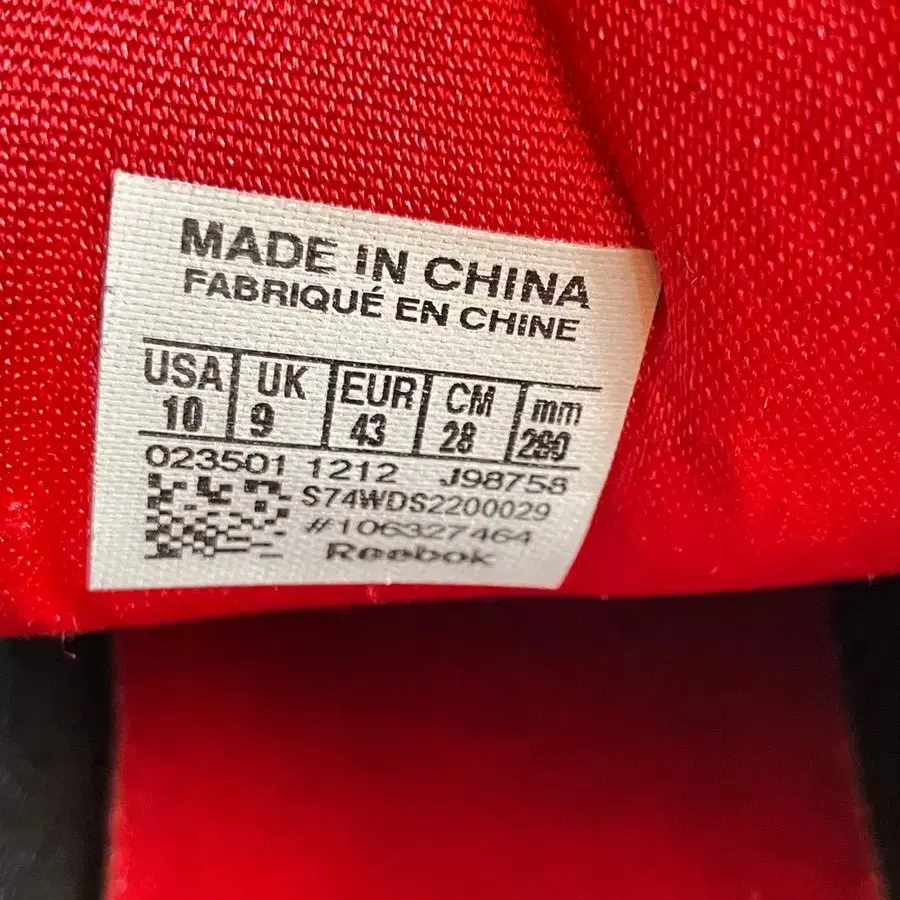 MADE IN CHINA
FABRIQUÉ EN CHINE
USA UK EUR CM mm
10 9 43 28 280
023501 1212 J98758
S74WDS2200029
#106327464
Reebok